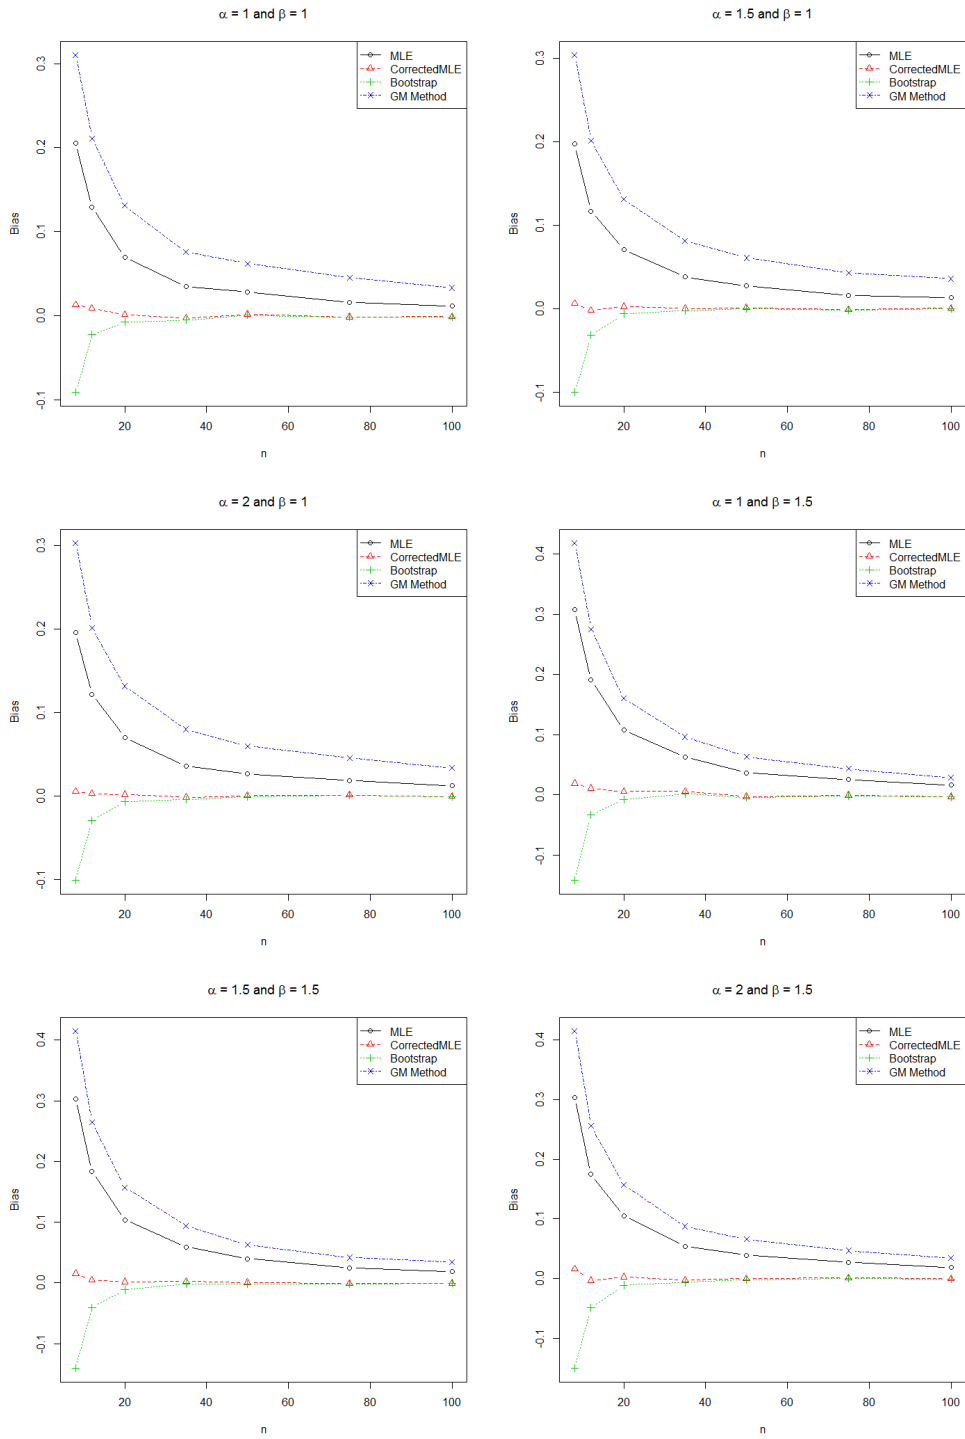 α = 1 and β = 1
MLE
CorrectedMLE
Bootstrap
GM Method
0.3
0.2
0.1
0.0
-0.1
Bias
20 40 60 80 100
n
α = 1.5 and β = 1
MLE
CorrectedMLE
Bootstrap
GM Method
0.3
0.2
0.1
0.0
-0.1
Bias
20 40 60 80 100
n
α = 2 and β = 1
MLE
CorrectedMLE
Bootstrap
GM Method
0.3
0.2
0.1
0.0
-0.1
Bias
20 40 60 80 100
n
α = 1 and β = 1.5
MLE
CorrectedMLE
Bootstrap
GM Method
0.4
0.3
0.2
0.1
0.0
-0.1
Bias
20 40 60 80 100
n
α = 1.5 and β = 1.5
MLE
CorrectedMLE
Bootstrap
GM Method
0.4
0.3
0.2
0.1
0.0
-0.1
Bias
20 40 60 80 100
n
α = 2 and β = 1.5
MLE
CorrectedMLE
Bootstrap
GM Method
0.4
0.3
0.2
0.1
0.0
-0.1
Bias
20 40 60 80 100
n